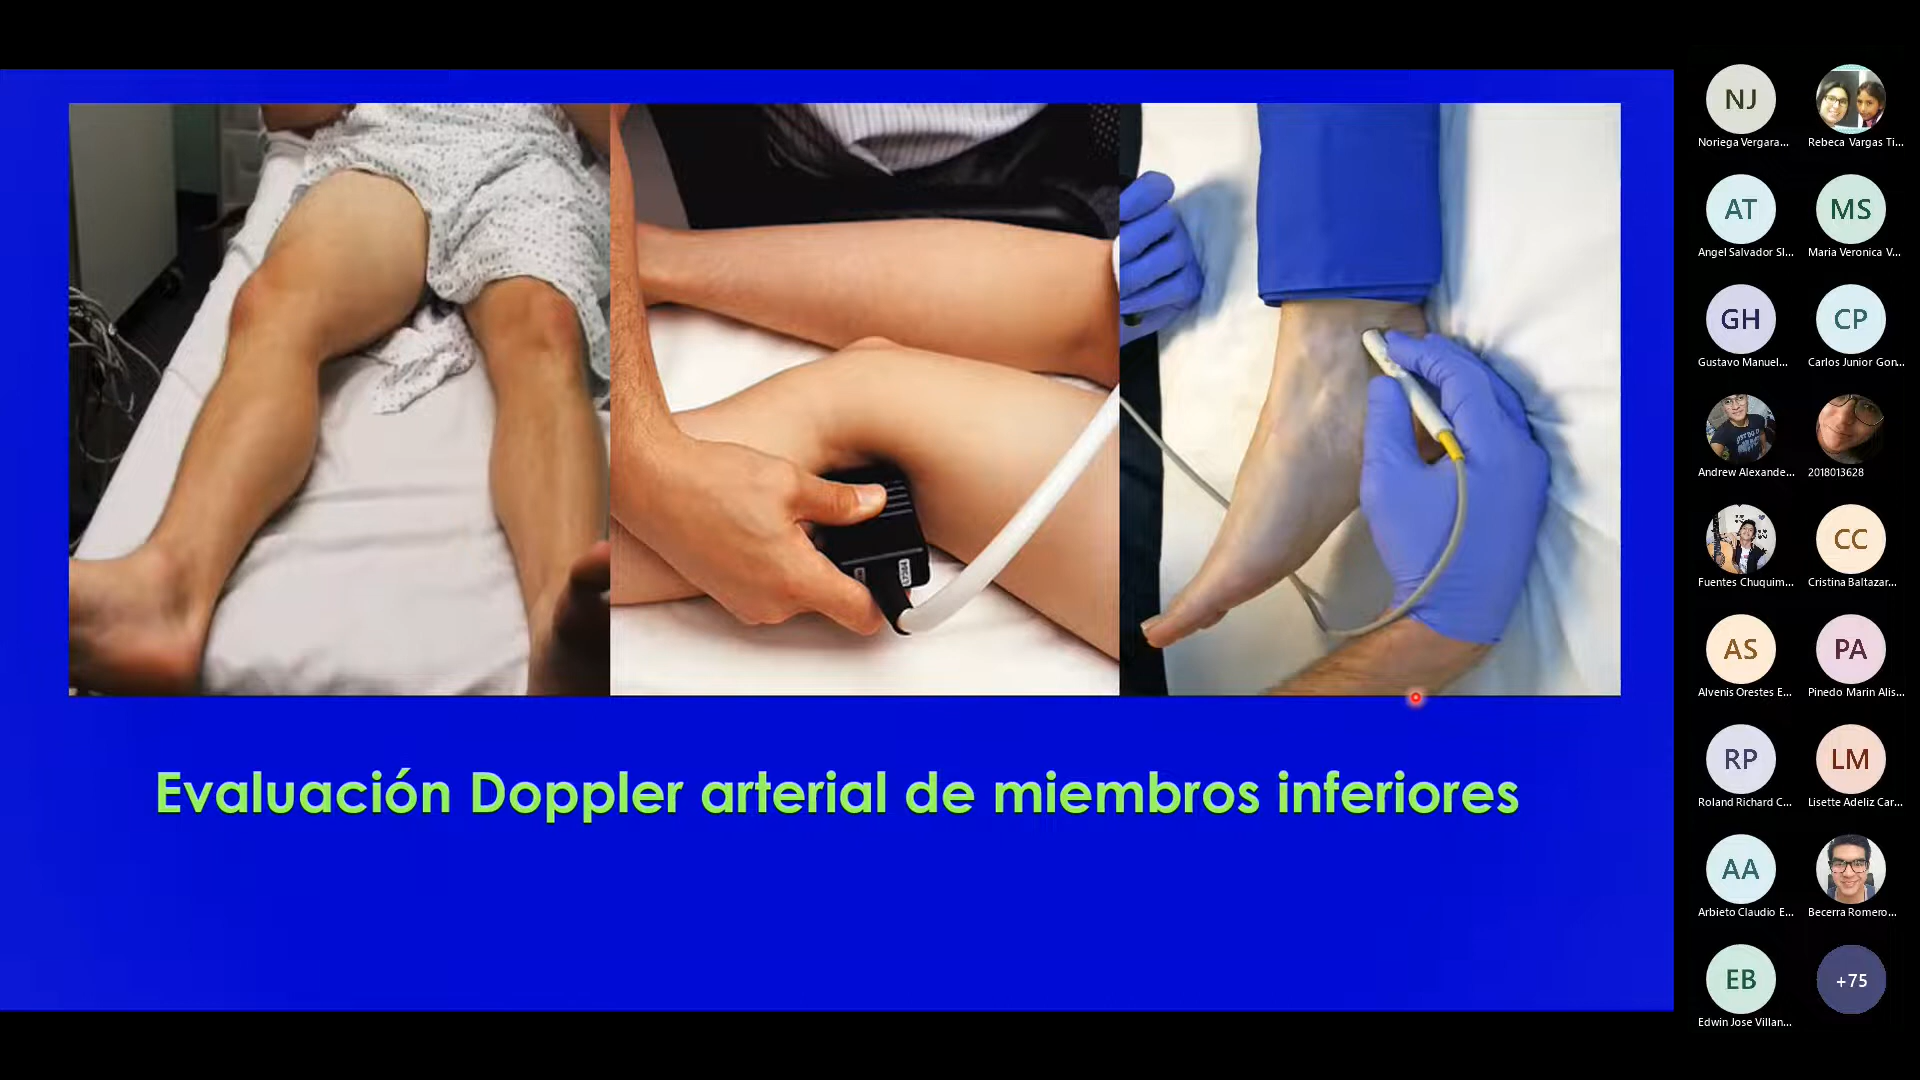 Evaluación Doppler arterial de miembros inferiores
NJ
Noriega Vergara...
Rebeca Vargas Ti...
AT
Angel Salvador Sl...
MS
Maria Veronica V...
GH
Gustavo Manuel...
CP
Carlos Junior Gon...
Andrew Alexande...
2018013628
Fuentes Chuquim...
CC
Cristina Baltazar...
AS
Alvenis Orestes E...
PA
Pinedo Marin Alis...
RP
Roland Richard C...
LM
Lisette Adeliz Car...
AA
Arbieto Claudio E...
Becerra Romero...
EB
Edwin Jose Villan...
+75